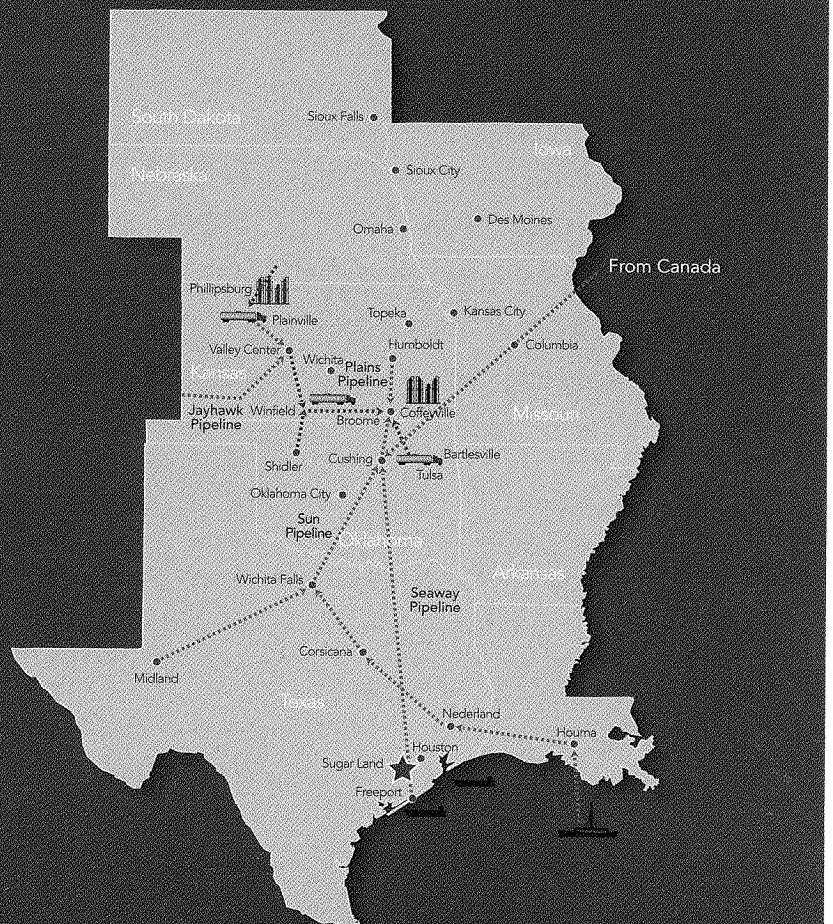 South Dakota
Sioux Falls
Iowa
Nebraska
Sioux City
Omaha
Des Moines
From Canada
Phillipsburg
Plainville
Topeka
Kansas City
Valley Center
Humboldt
Columbia
Wichita
Plains
Pipeline
Kansas
Jayhawk
Pipeline
Winfield
Broome
Coffeyville
Missouri
Shidler
Cushing
Bartlesville
Tulsa
Oklahoma City
Sun
Pipeline
Oklahoma
Wichita Falls
Arkansas
Seaway
Pipeline
Corsicana
Midland
Texas
Nederland
Houma
Houston
Sugar Land
Freeport